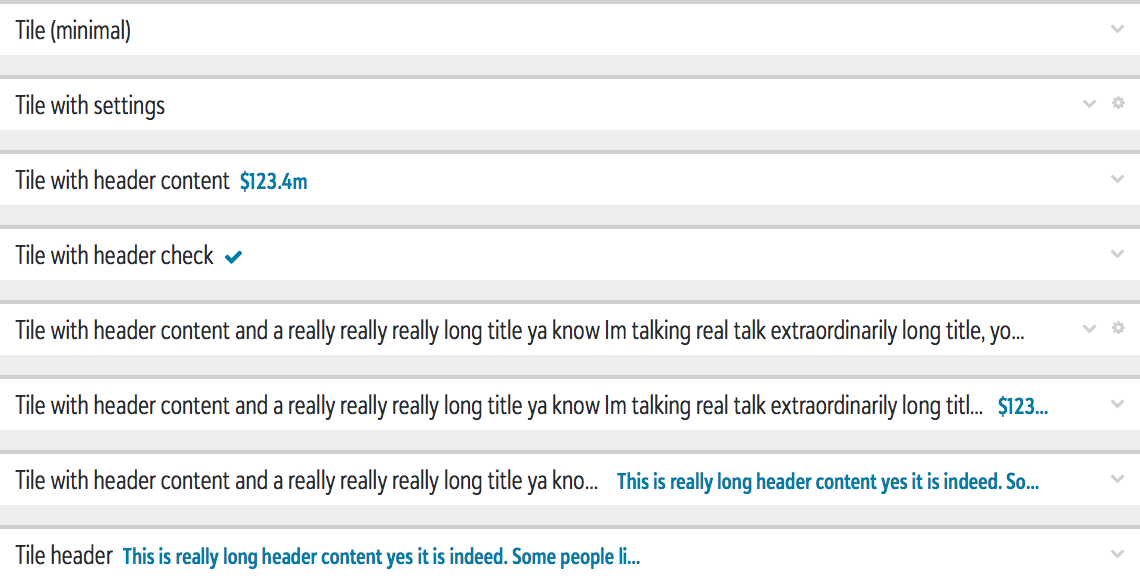 Tile (minimal)
Tile with settings
Tile with header content $123.4m
Tile with header check
Tile with header content and a really really really long title ya know Im talking real talk extraordinarily long title, yo...
Tile with header content and a really really really long title ya know Im talking real talk extraordinarily long titl... $123...
Tile with header content and a really really really long title ya kno... This is really long header content yes it is indeed. So...
Tile header This is really long header content yes it is indeed. Some people li...